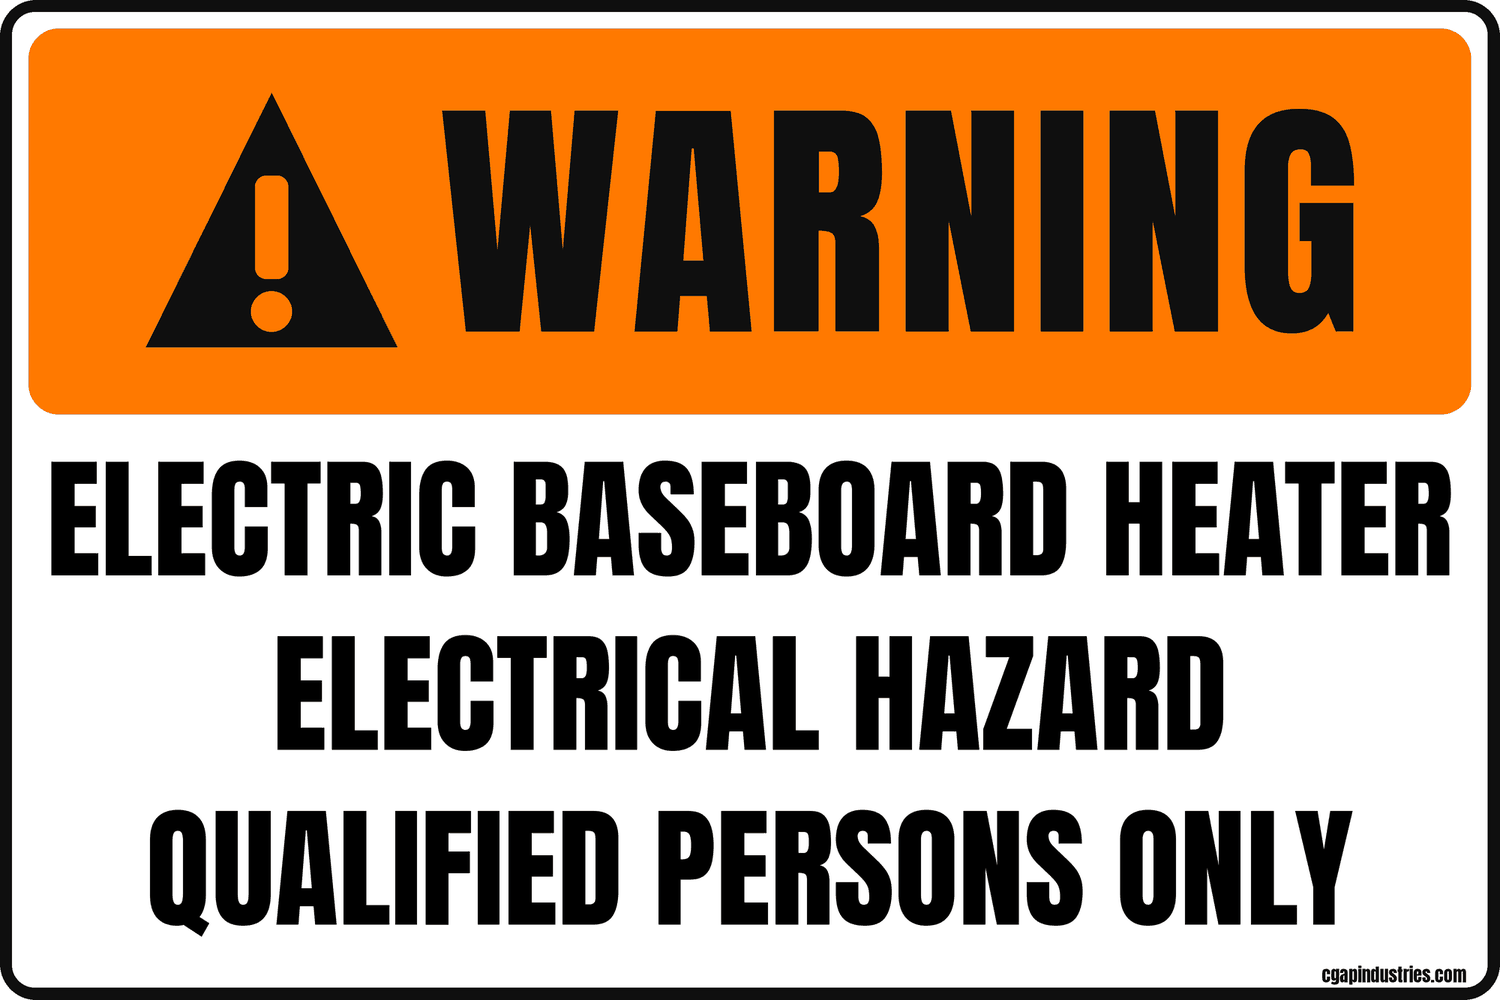 WARNING
ELECTRIC BASEBOARD HEATER
ELECTRICAL HAZARD
QUALIFIED PERSONS ONLY
cgapindustries.com